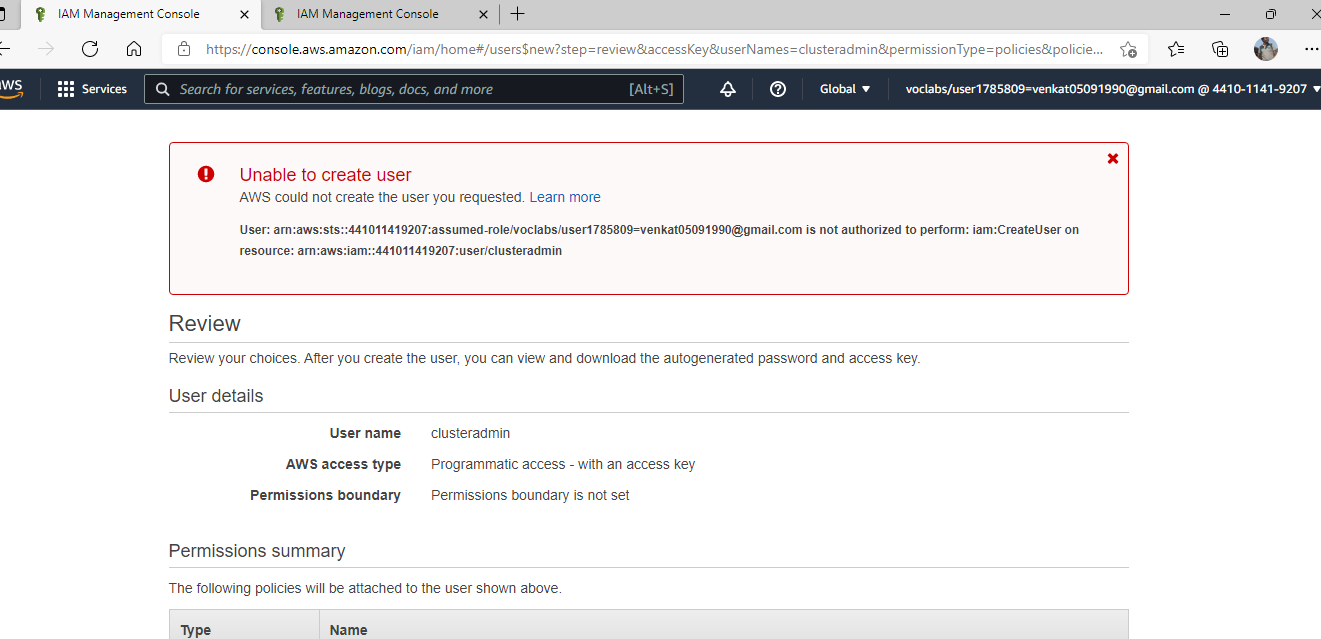 IAM Management Console
IAM Management Console
https://console.aws.amazon.com/iam/home#/users$new?step=review&accessKey&userNames=clusteradmin&permissionType=policies&policie...
aws
Services
Search for services, features, blogs, docs, and more
[Alt+S]
Global
voclabs/user1785809=venkat05091990@gmail.com @ 4410-1141-9207
Unable to create user
AWS could not create the user you requested. Learn more
User: arn:aws:sts::441011419207:assumed-role/voclabs/user1785809=venkat05091990@gmail.com is not authorized to perform: iam:CreateUser on
resource: arn:aws:iam::441011419207:user/clusteradmin
Review
Review your choices. After you create the user, you can view and download the autogenerated password and access key.
User details
User name clusteradmin
AWS access type Programmatic access - with an access key
Permissions boundary Permissions boundary is not set
Permissions summary
The following policies will be attached to the user shown above.
Type Name